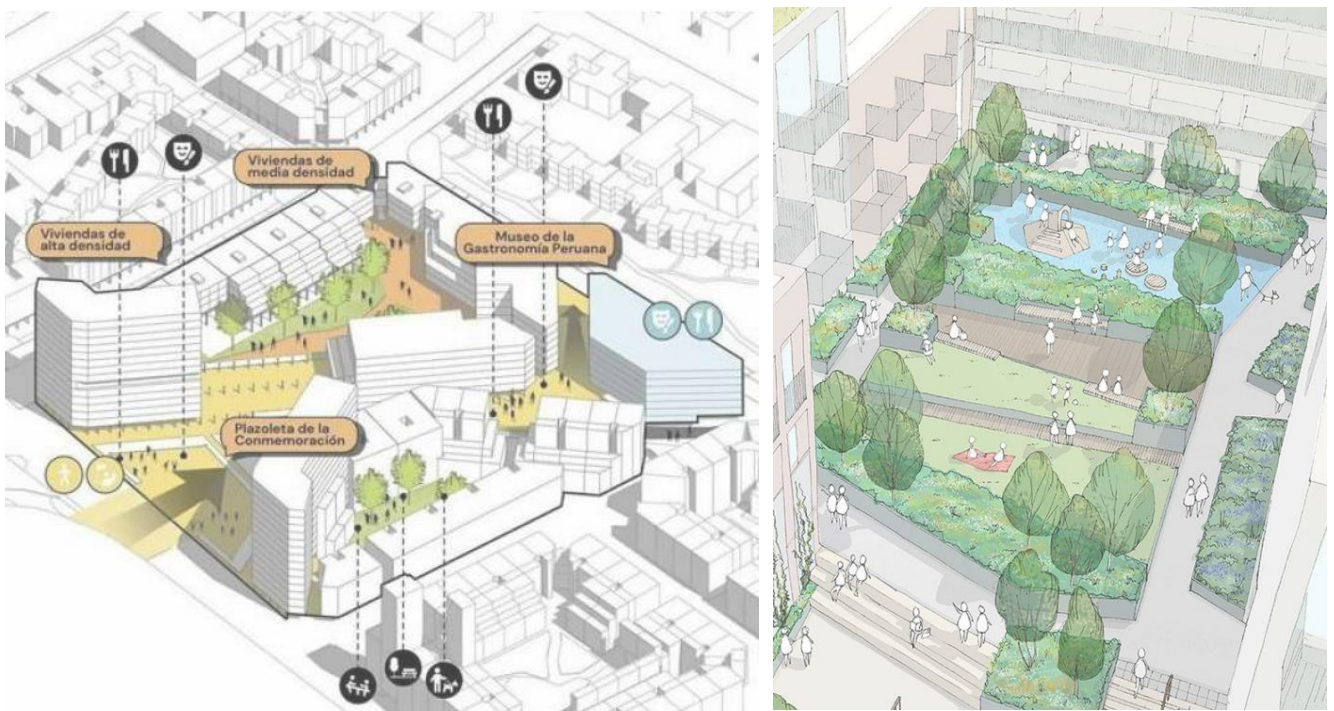 Viviendas de
media densidad
Viviendas de
alta densidad
Museo de la
Gastronomía Peruana
Plazoleta de la
Conmemoración